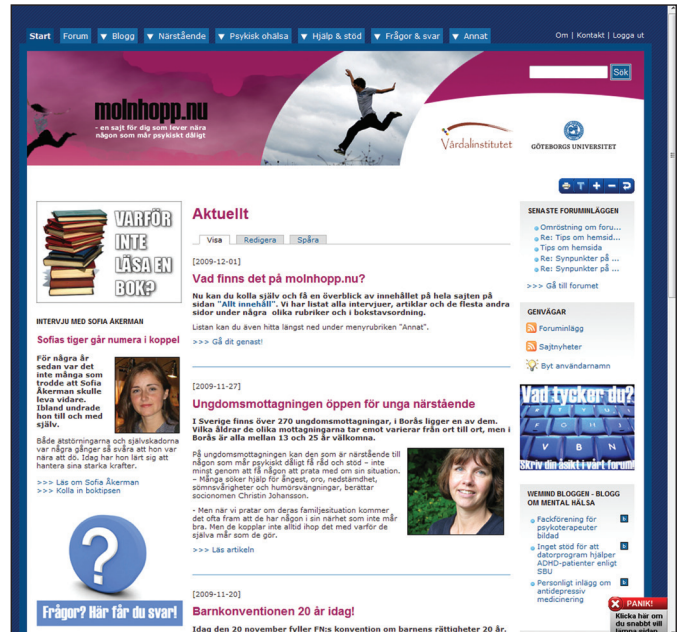 Start Forum ▼ Blogg ▼ Närstående ▼ Psykisk ohälsa ▼ Hjälp & stöd ▼ Frågor & svar ▼ Annat
Om | Kontakt | Logga ut
Sök
molnhopp.nu
- en sajt för dig som lever nära
någon som mår psykiskt dåligt
Vårdalinstitutet
GÖTEBORGS UNIVERSITET
VARFÖR
INTE
LÄSA EN
BOK?
INTERVJU MED SOFIA ÅKERMAN
Sofias tiger går numera i koppel
För några år
sedan var det
inte många som
trodde att Sofia
Åkerman skulle
leva vidare.
Ibland undrade
hon till och med
själv.
Både ätstörningarna och självskadorna
var några gånger så svåra att hon var
nära att dö. Idag har hon lärt sig att
hantera sina starka krafter.
>>> Läs om Sofia Åkerman
>>> Kolla in boktipsen
?
Frågor? Här får du svar!
Aktuellt
Visa Redigera Spåra
[2009-12-01]
Vad finns det på molnhopp.nu?
Nu kan du kolla själv och få en överblick av innehållet på hela sajten på
sidan "Allt innehåll". Vi har listat alla intervjuer, artiklar och de flesta andra
sidor under några olika rubriker och i bokstavsordning.
Listan kan du även hitta längst ned under menyrubriken "Annat".
>>> Gå dit genast!
[2009-11-27]
Ungdomsmottagningen öppen för unga närstående
I Sverige finns över 270 ungdomsmottagningar, i Borås ligger en av dem.
Vilka åldrar de olika mottagningarna tar emot varierar från ort till ort, men i
Borås är alla mellan 13 och 25 år välkomna.
På ungdomsmottagningen kan den som är närstående till
någon som mår psykiskt dåligt få råd och stöd – inte
minst genom att få någon att prata med om sin situation.
– Många söker hjälp för ångest, oro, nedstämdhet,
sömnsvårigheter och humörsvängningar, berättar
socionomen Christin Johansson.
- Men när vi pratar om deras familjesituation kommer
det ofta fram att de har någon i sin närhet som inte mår
bra. Men de kopplar inte alltid ihop det med varför de
själva mår som de gör.
>>> Läs artikeln
[2009-11-20]
Barnkonventionen 20 år idag!
Idag den 20 november fyller FN:s konvention om barnens rättigheter 20 år.
SENASTE FORUMINLÄGGEN
Omröstning om foru...
Re: Tips om hemsid...
Tips om hemsida
Re: Synpunkter på ...
Re: Synpunkter på ...
>>> Gå till forumet
GENVÄGAR
Foruminlägg
Sajtnyheter
Byt användarnamn
Vad tycker du?
V B N
Skriv din åsikt i vårt forum!
WEMIND BLOGGEN - BLOGG
OM MENTAL HÄLSA
Fackförening för
psykoterapeuter
bildad
Inget stöd för att
datorprogram hjälper
ADHD-patienter enligt
SBU
Personligt inlägg om
antidepressiv
medicinering
X PANIK!
Klicka här om
du snabbt vill
lämna sidan